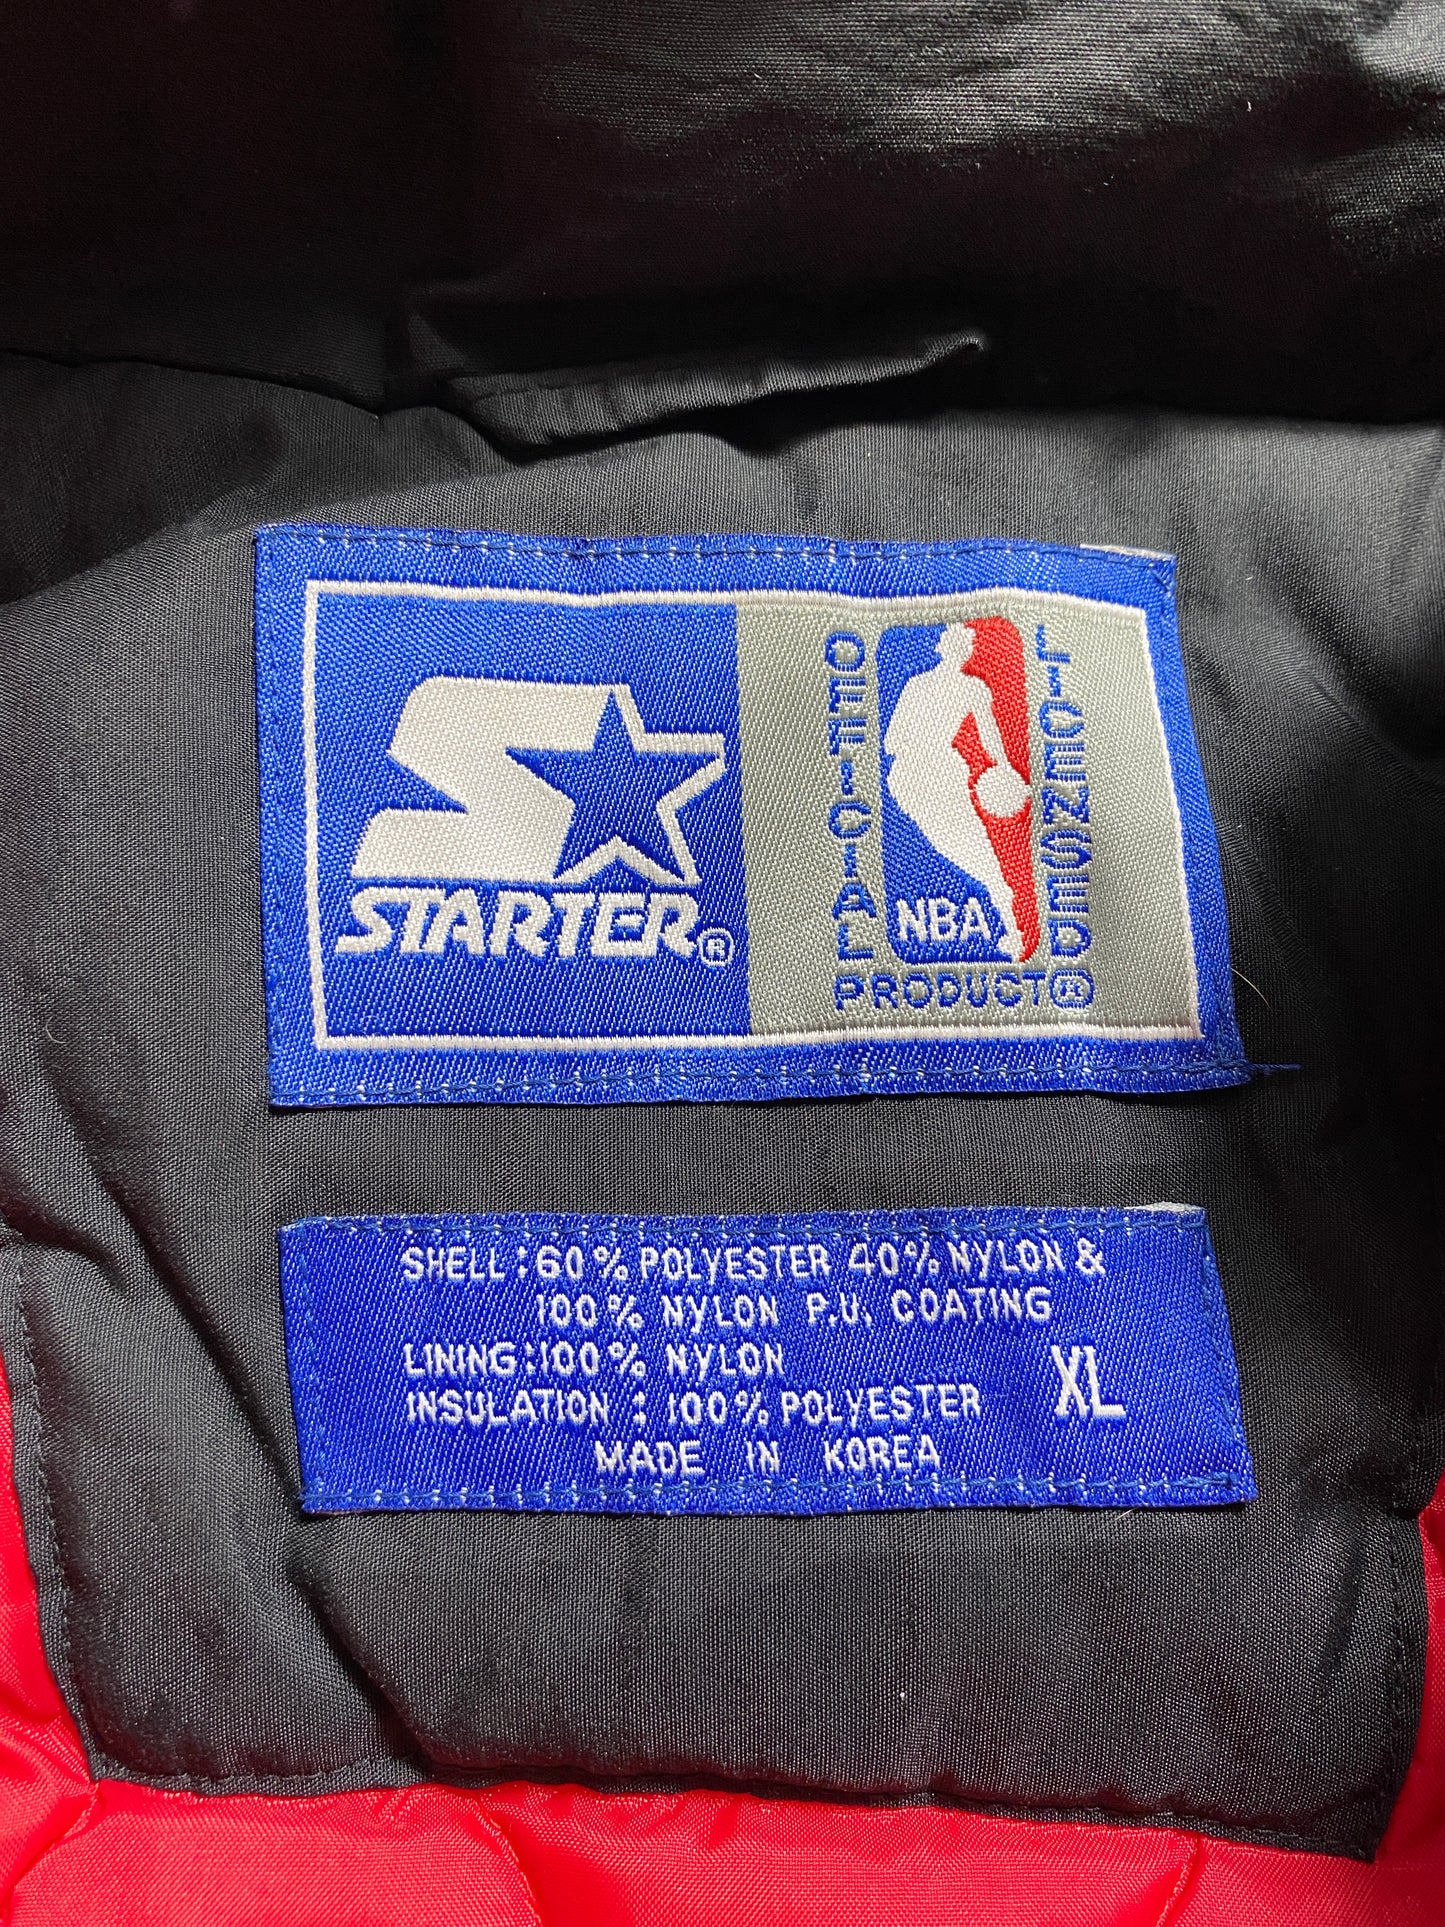 STARTER®
OFFICIAL
LICENSED
NBA
PRODUCT®
SHELL:60% POLYESTER 40% NYLON &
100% NYLON P.U. COATING
LINING:100% NYLON
INSULATION : 100% POLYESTER
XL
MADE IN KOREA